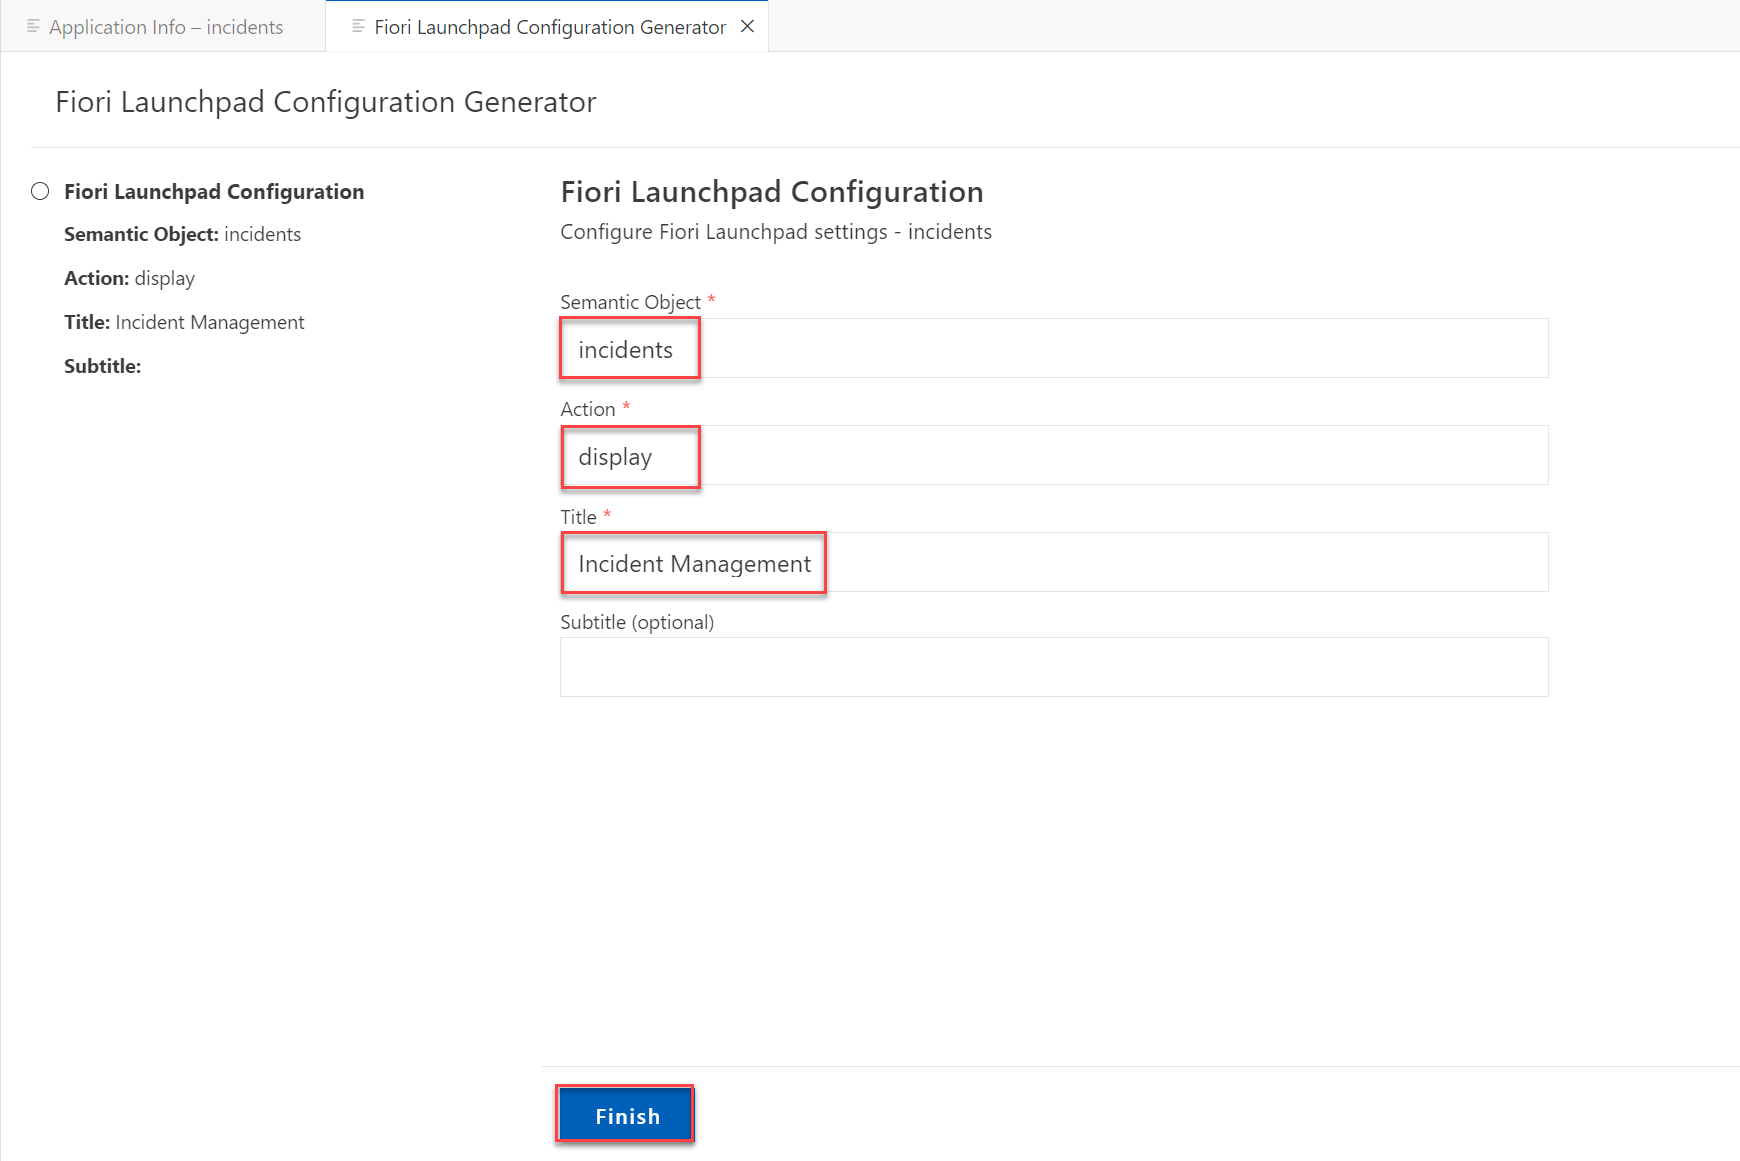 Application Info – incidents
Fiori Launchpad Configuration Generator
Fiori Launchpad Configuration Generator
Fiori Launchpad Configuration
Semantic Object: incidents
Action: display
Title: Incident Management
Subtitle:
Fiori Launchpad Configuration
Configure Fiori Launchpad settings - incidents
Semantic Object *
incidents
Action *
display
Title *
Incident Management
Subtitle (optional)
Finish